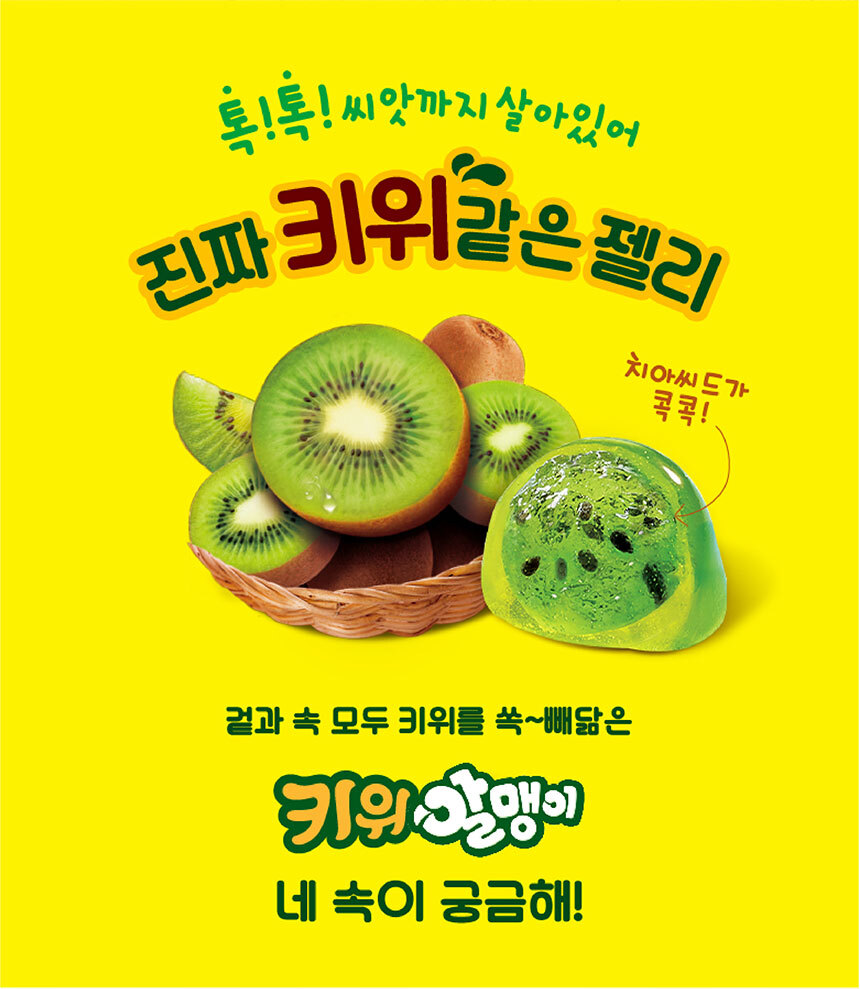 톡!톡! 씨앗까지 살아있어
진짜 키위같은 젤리
치아씨드가
콕콕!
겉과 속 모두 키위를 쏙~빼닮은
키위 알맹이
네 속이 궁금해!